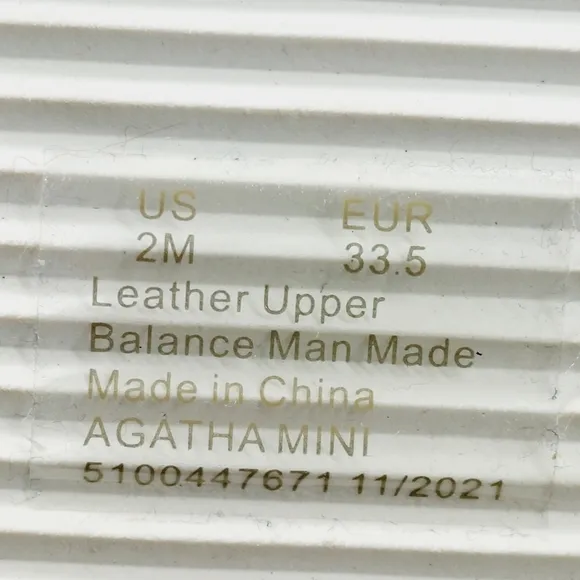 US EUR
2M 33.5
Leather Upper
Balance Man Made
Made in China
AGATHA MINI
5100447671 11/2021